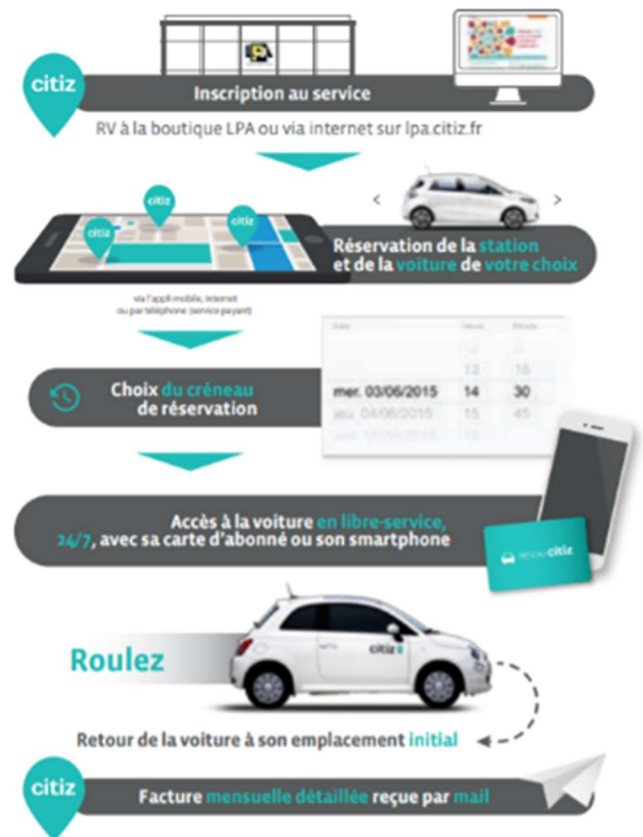 citiz
Inscription au service
RV à la boutique LPA ou via internet sur lpa.citiz.fr
citiz
citiz
citiz
Réservation de la station
et de la voiture de votre choix
via l'appli mobile, internet
ou par téléphone (service payant)
Choix du créneau
de réservation
13 15
mer. 03/06/2015 14 30
jeu. 04/06/2015 15 45
Accès à la voiture en libre-service,
24/7, avec sa carte d'abonné ou son smartphone
RESEAU citiz
Roulez
citiz
Retour de la voiture à son emplacement initial
citiz
Facture mensuelle détaillée reçue par mail